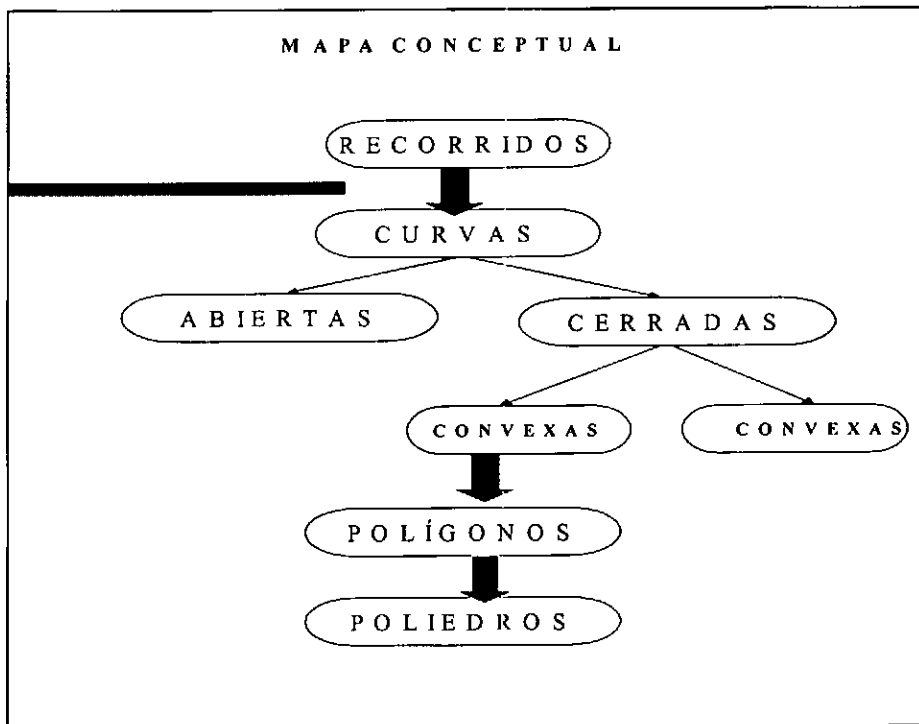 MAPA CONCEPTUAL
RECORRIDOS
CURVAS
ABIERTAS
CERRADAS
CONVEXAS
CONVEXAS
POLÍGONOS
POLIEDROS